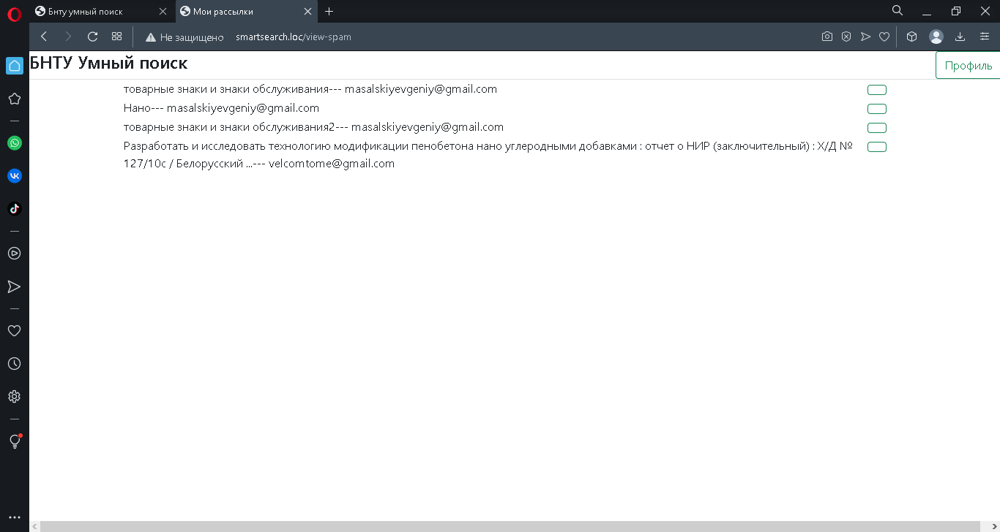 Бнту умный поиск
Мои рассылки
Не защищено smartsearch.loc/view-spam
БНТУ Умный поиск
Профиль
товарные знаки и знаки обслуживания--- masalskiyevgeniy@gmail.com
Нано--- masalskiyevgeniy@gmail.com
товарные знаки и знаки обслуживания2--- masalskiyevgeniy@gmail.com
Разработать и исследовать технологию модификации пенобетона нано углеродными добавками : отчет о НИР (заключительный) : Х/Д №
127/10с / Белорусский ...--- velcomtome@gmail.com